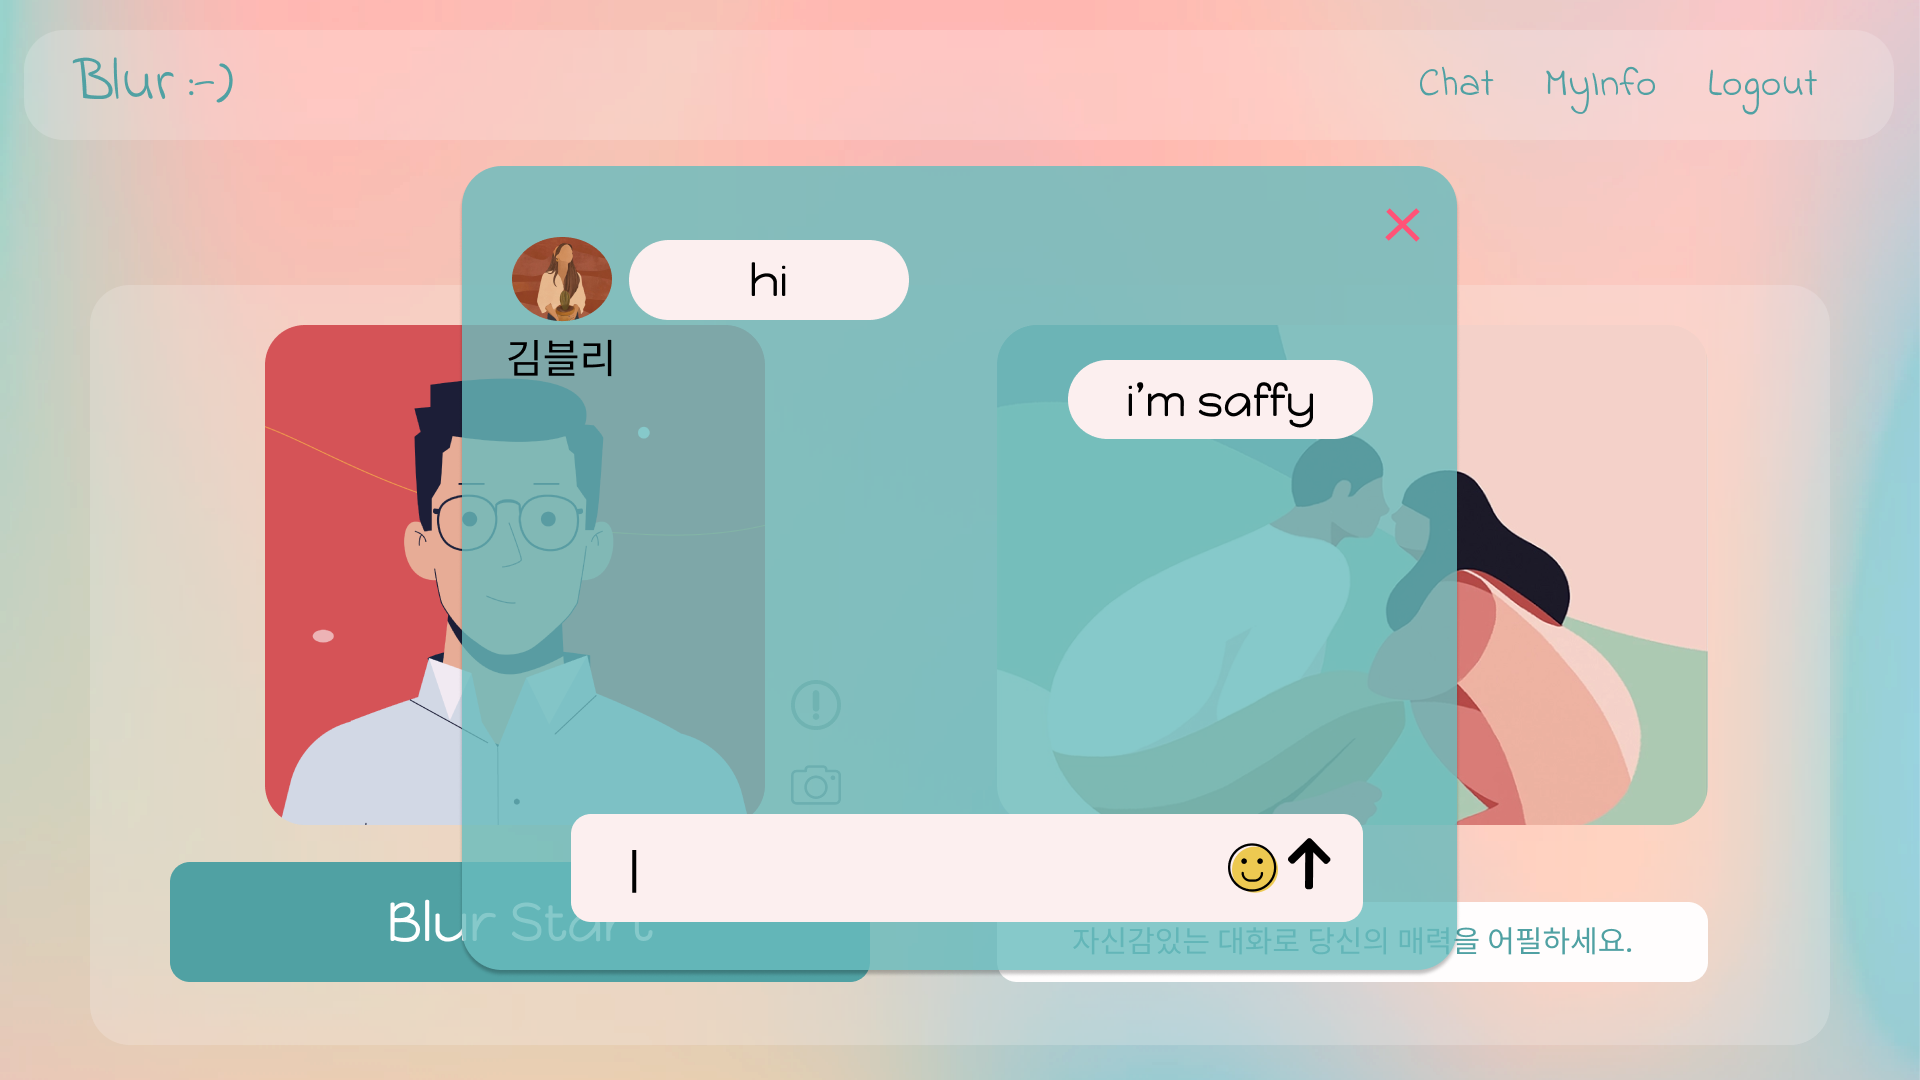 Blur :-)
Chat MyInfo Logout
hi
김블리
i'm saffy
Blur Start
자신감있는 대화로 당신의 매력을 어필하세요.